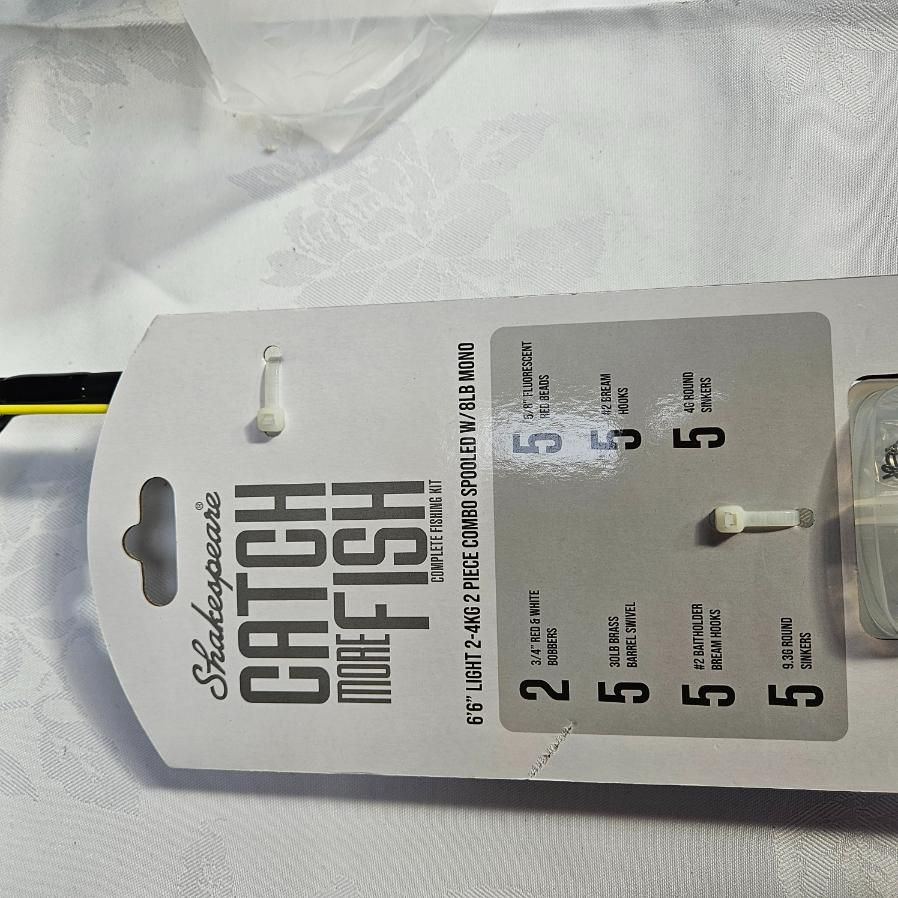 Shakespeare®
CATCH
MORE FISH
COMPLETE FISHING KIT
6'6" LIGHT 2-4KG 2 PIECE COMBO SPOOLED W/8LB MONO
2 3/4" RED & WHITE
BOBBERS
5 5/8" FLUORESCENT
RED BEADS
5 30LB BRASS
BARREL SWIVEL
5 #2 BREAM
HOOKS
5 #2 BAITHOLDER
BREAM HOOKS
5 4G ROUND
SINKERS
5 9.3G ROUND
SINKERS